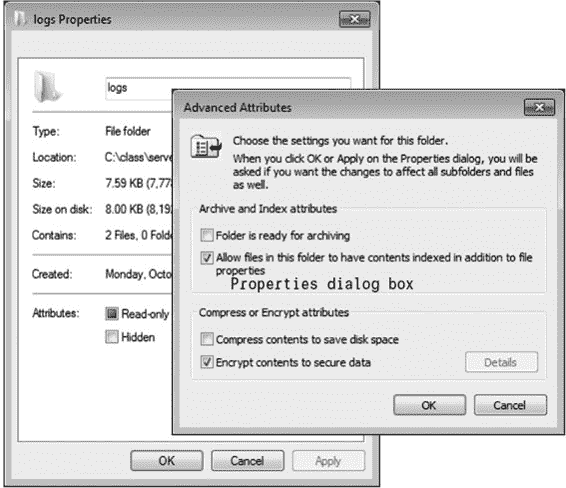 logs Properties
logs
Type: File folder
Location: C:\class\serve
Size: 7.59 KB (7,77
Size on disk: 8.00 KB (8,19
Contains: 2 Files, 0 Folde
Created: Monday, Octo
Attributes: Read-only
Hidden
OK Cancel Apply
Advanced Attributes
Choose the settings you want for this folder.
When you click OK or Apply on the Properties dialog, you will be
asked if you want the changes to affect all subfolders and files
as well.
Archive and Index attributes
Folder is ready for archiving
Allow files in this folder to have contents indexed in addition to file
properties
Properties dialog box
Compress or Encrypt attributes
Compress contents to save disk space
Encrypt contents to secure data
Details
OK Cancel